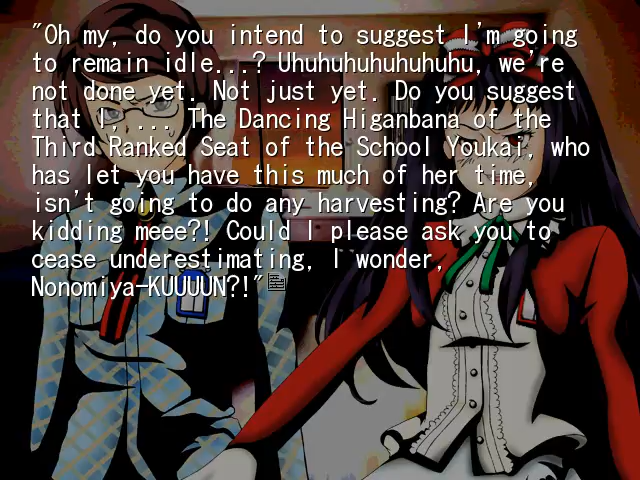 "Oh my, do you intend to suggest I'm going
to remain idle...? Uhuhuhuhuhuhuhu, we're
not done yet. Not just yet. Do you suggest
that I, ... The Dancing Higanbana of the
Third Ranked Seat of the School Youkai, who
has let you have this much of her time,
isn't going to do any harvesting? Are you
kidding meee?! Could I please ask you to
cease underestimating, I wonder,
Nonomiya-KUUUUN?!"